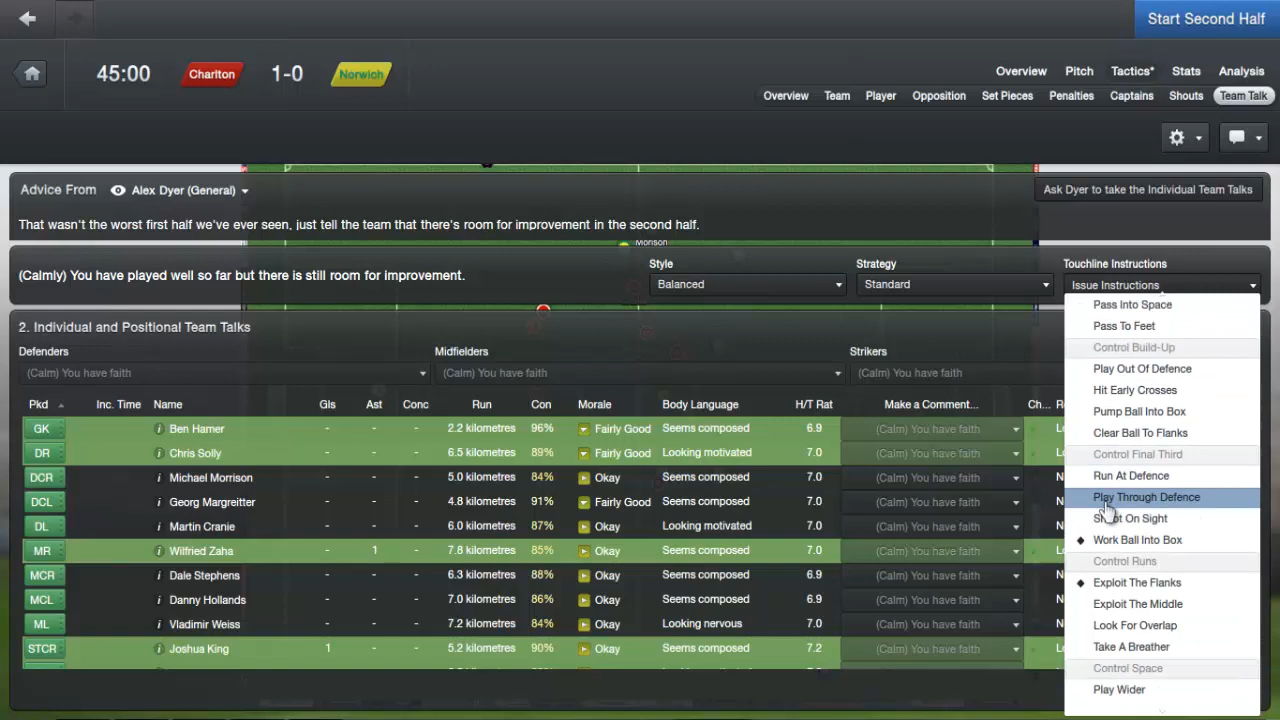 Start Second Half
45:00 Charlton 1-0 Norwich
Overview Pitch Tactics* Stats Analysis
Overview Team Player Opposition Set Pieces Penalties Captains Shouts Team Talk
Advice From Alex Dyer (General) Ask Dyer to take the Individual Team Talks
That wasn't the worst first half we've ever seen, just tell the team that there's room for improvement in the second half.
Morison
(Calmly) You have played well so far but there is still room for improvement.
Style Strategy Touchline Instructions
Balanced Standard Issue Instructions
2. Individual and Positional Team Talks
Defenders Midfielders Strikers
(Calm) You have faith (Calm) You have faith (Calm) You have faith
Pkd Inc. Time Name Gls Ast Conc Run Con Morale Body Language H/T Rat Make a Comment... Ch...
GK i Ben Hamer - - - 2.2 kilometres 96% Fairly Good Seems composed 6.9 (Calm) You have faith
DR i Chris Solly - - - 6.5 kilometres 89% Fairly Good Looking motivated 7.0 (Calm) You have faith
DCR i Michael Morrison - - - 5.0 kilometres 84% Okay Seems composed 7.0 (Calm) You have faith
DCL i Georg Margreitter - - - 4.8 kilometres 91% Fairly Good Seems composed 7.0 (Calm) You have faith
DL i Martin Cranie - - - 6.0 kilometres 87% Okay Looking motivated 7.0 (Calm) You have faith
MR i Wilfried Zaha - 1 - 7.8 kilometres 85% Okay Seems composed 7.0 (Calm) You have faith
MCR i Dale Stephens - - - 6.3 kilometres 88% Okay Seems composed 6.9 (Calm) You have faith
MCL i Danny Hollands - - - 7.0 kilometres 86% Okay Seems composed 6.9 (Calm) You have faith
ML i Vladimir Weiss - - - 7.2 kilometres 84% Okay Looking nervous 7.0 (Calm) You have faith
STCR i Joshua King 1 - - 5.2 kilometres 90% Okay Seems composed 7.2 (Calm) You have faith
Pass Into Space
Pass To Feet
Control Build-Up
Play Out Of Defence
Hit Early Crosses
Pump Ball Into Box
Clear Ball To Flanks
Control Final Third
Run At Defence
Play Through Defence
Shoot On Sight
Work Ball Into Box
Control Runs
Exploit The Flanks
Exploit The Middle
Look For Overlap
Take A Breather
Control Space
Play Wider